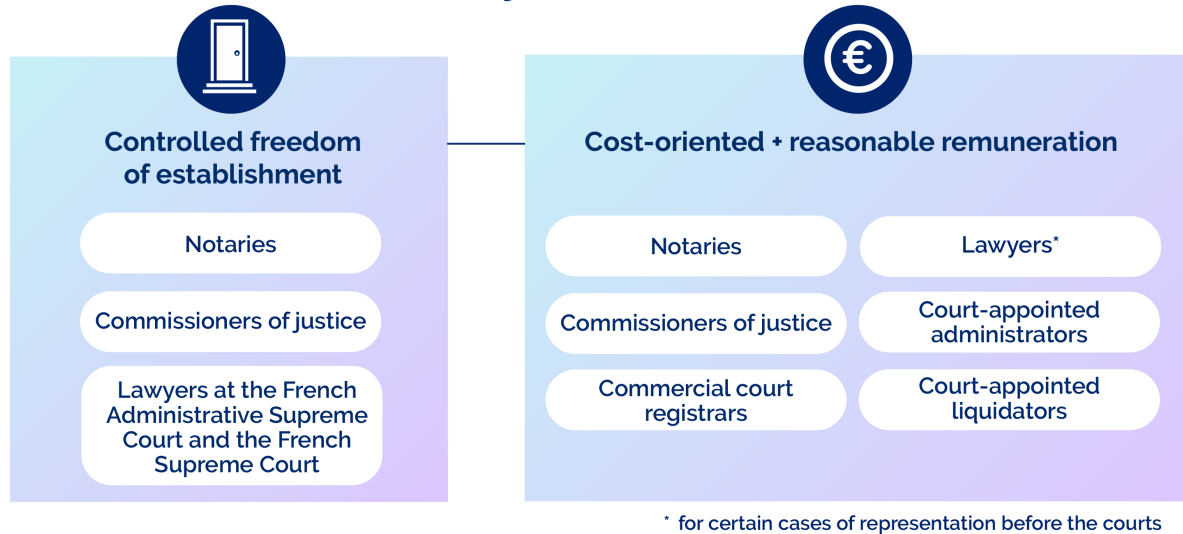 Controlled freedom
of establishment
Notaries
Commissioners of justice
Lawyers at the French
Administrative Supreme
Court and the French
Supreme Court
€
Cost-oriented + reasonable remuneration
Notaries
Lawyers*
Commissioners of justice
Court-appointed
administrators
Commercial court
registrars
Court-appointed
liquidators
* for certain cases of representation before the courts